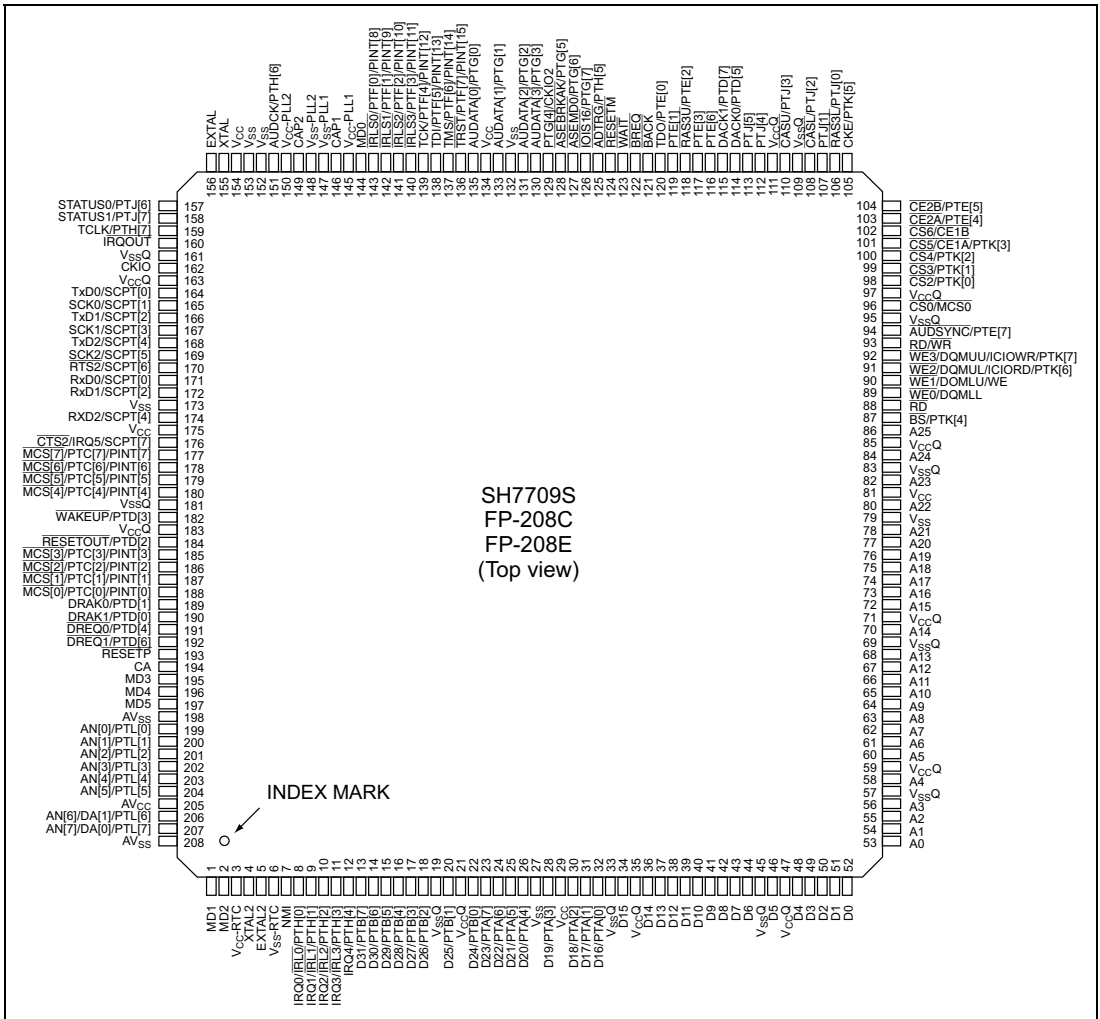 EXTAL 156
XTAL 155
VCC 154
VSS 153
VSS 152
AUDCK/PTH[6] 151
VCC-PLL2 150
CAP2 149
VSS-PLL2 148
VSS-PLL1 147
CAP1 146
VCC-PLL1 145
MD0 144
IRLS0/PTF[0]/PINT[8] 143
IRLS1/PTF[1]/PINT[9] 142
IRLS2/PTF[2]/PINT[10] 141
IRLS3/PTF[3]/PINT[11] 140
TCK/PTF[4]/PINT[12] 139
TDI/PTF[5]/PINT[13] 138
TMS/PTF[6]/PINT[14] 137
TRST/PTF[7]/PINT[15] 136
AUDATA[0]/PTG[0] 135
VCC 134
AUDATA[1]/PTG[1] 133
VSS 132
AUDATA[2]/PTG[2] 131
AUDATA[3]/PTG[3] 130
PTG[4]/CKIO2 129
ASEBRKAK/PTG[5] 128
ASEMD0/PTG[6] 127
IOIS16/PTG[7] 126
ADTRG/PTH[5] 125
RESETM 124
WAIT 123
BREQ 122
BACK 121
TDO/PTE[0] 120
PTE[1] 119
RAS3U/PTE[2] 118
PTE[3] 117
PTE[6] 116
DACK1/PTD[7] 115
DACK0/PTD[5] 114
PTJ[5] 113
PTJ[4] 112
VCCQ 111
CASU/PTJ[3] 110
VSSQ 109
CASL/PTJ[2] 108
PTJ[1] 107
RAS3L/PTJ[0] 106
CKE/PTK[5] 105
STATUS0/PTJ[6] 157
STATUS1/PTJ[7] 158
TCLK/PTH[7] 159
IRQOUT 160
VSSQ 161
CKIO 162
VCCQ 163
TxD0/SCPT[0] 164
SCK0/SCPT[1] 165
TxD1/SCPT[2] 166
SCK1/SCPT[3] 167
TxD2/SCPT[4] 168
SCK2/SCPT[5] 169
RTS2/SCPT[6] 170
RxD0/SCPT[0] 171
RxD1/SCPT[2] 172
VSS 173
RXD2/SCPT[4] 174
VCC 175
CTS2/IRQ5/SCPT[7] 176
MCS[7]/PTC[7]/PINT[7] 177
MCS[6]/PTC[6]/PINT[6] 178
MCS[5]/PTC[5]/PINT[5] 179
MCS[4]/PTC[4]/PINT[4] 180
VSSQ 181
WAKEUP/PTD[3] 182
VCCQ 183
RESETOUT/PTD[2] 184
MCS[3]/PTC[3]/PINT[3] 185
MCS[2]/PTC[2]/PINT[2] 186
MCS[1]/PTC[1]/PINT[1] 187
MCS[0]/PTC[0]/PINT[0] 188
DRAK0/PTD[1] 189
DRAK1/PTD[0] 190
DREQ0/PTD[4] 191
DREQ1/PTD[6] 192
RESETP 193
CA 194
MD3 195
MD4 196
MD5 197
AVSS 198
AN[0]/PTL[0] 199
AN[1]/PTL[1] 200
AN[2]/PTL[2] 201
AN[3]/PTL[3] 202
AN[4]/PTL[4] 203
AN[5]/PTL[5] 204
AVCC 205
AN[6]/DA[1]/PTL[6] 206
AN[7]/DA[0]/PTL[7] 207
AVSS 208
SH7709S
FP-208C
FP-208E
(Top view)
INDEX MARK
104 CE2B/PTE[5]
103 CE2A/PTE[4]
102 CS6/CE1B
101 CS5/CE1A/PTK[3]
100 CS4/PTK[2]
99 CS3/PTK[1]
98 CS2/PTK[0]
97 VCCQ
96 CS0/MCS0
95 VSSQ
94 AUDSYNC/PTE[7]
93 RD/WR
92 WE3/DQMUU/ICIOWR/PTK[7]
91 WE2/DQMUL/ICIORD/PTK[6]
90 WE1/DOMLU/WE
89 WE0/DQMLL
88 RD
87 BS/PTK[4]
86 A25
85 VCCQ
84 A24
83 VSSQ
82 A23
81 VCC
80 A22
79 VSS
78 A21
77 A20
76 A19
75 A18
74 A17
73 A16
72 A15
71 VCCQ
70 A14
69 VSSQ
68 A13
67 A12
66 A11
65 A10
64 A9
63 A8
62 A7
61 A6
60 A5
59 VCCQ
58 A4
57 VSSQ
56 A3
55 A2
54 A1
53 A0
1 MD1
2 MD2
3 VCC-RTC
4 XTAL2
5 EXTAL2
6 VSS-RTC
7 NMI
8 IRQ0/IRL0/PTH[0]
9 IRQ1/IRL1/PTH[1]
10 IRQ2/IRL2/PTH[2]
11 IRQ3/IRL3/PTH[3]
12 IRQ4/PTH[4]
13 D31/PTB[7]
14 D30/PTB[6]
15 D29/PTB[5]
16 D28/PTB[4]
17 D27/PTB[3]
18 D26/PTB[2]
19 VSSQ
20 D25/PTB[1]
21 VCCQ
22 D24/PTB[0]
23 D23/PTA[7]
24 D22/PTA[6]
25 D21/PTA[5]
26 D20/PTA[4]
27 VSS
28 D19/PTA[3]
29 VCC
30 D18/PTA[2]
31 D17/PTA[1]
32 D16/PTA[0]
33 VSSQ
34 D15
35 VCCQ
36 D14
37 D13
38 D12
39 D11
40 D10
41 D9
42 D8
43 D7
44 D6
45 VSSQ
46 D5
47 VCCQ
48 D4
49 D3
50 D2
51 D1
52 D0